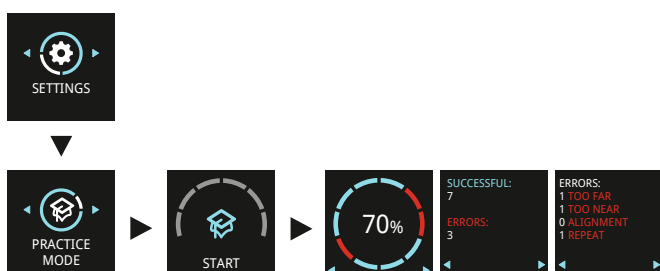 SETTINGS
PRACTICE
MODE
START
70%
SUCCESSFUL:
7
ERRORS:
3
ERRORS:
1 TOO FAR
1 TOO NEAR
0 ALIGNMENT
1 REPEAT